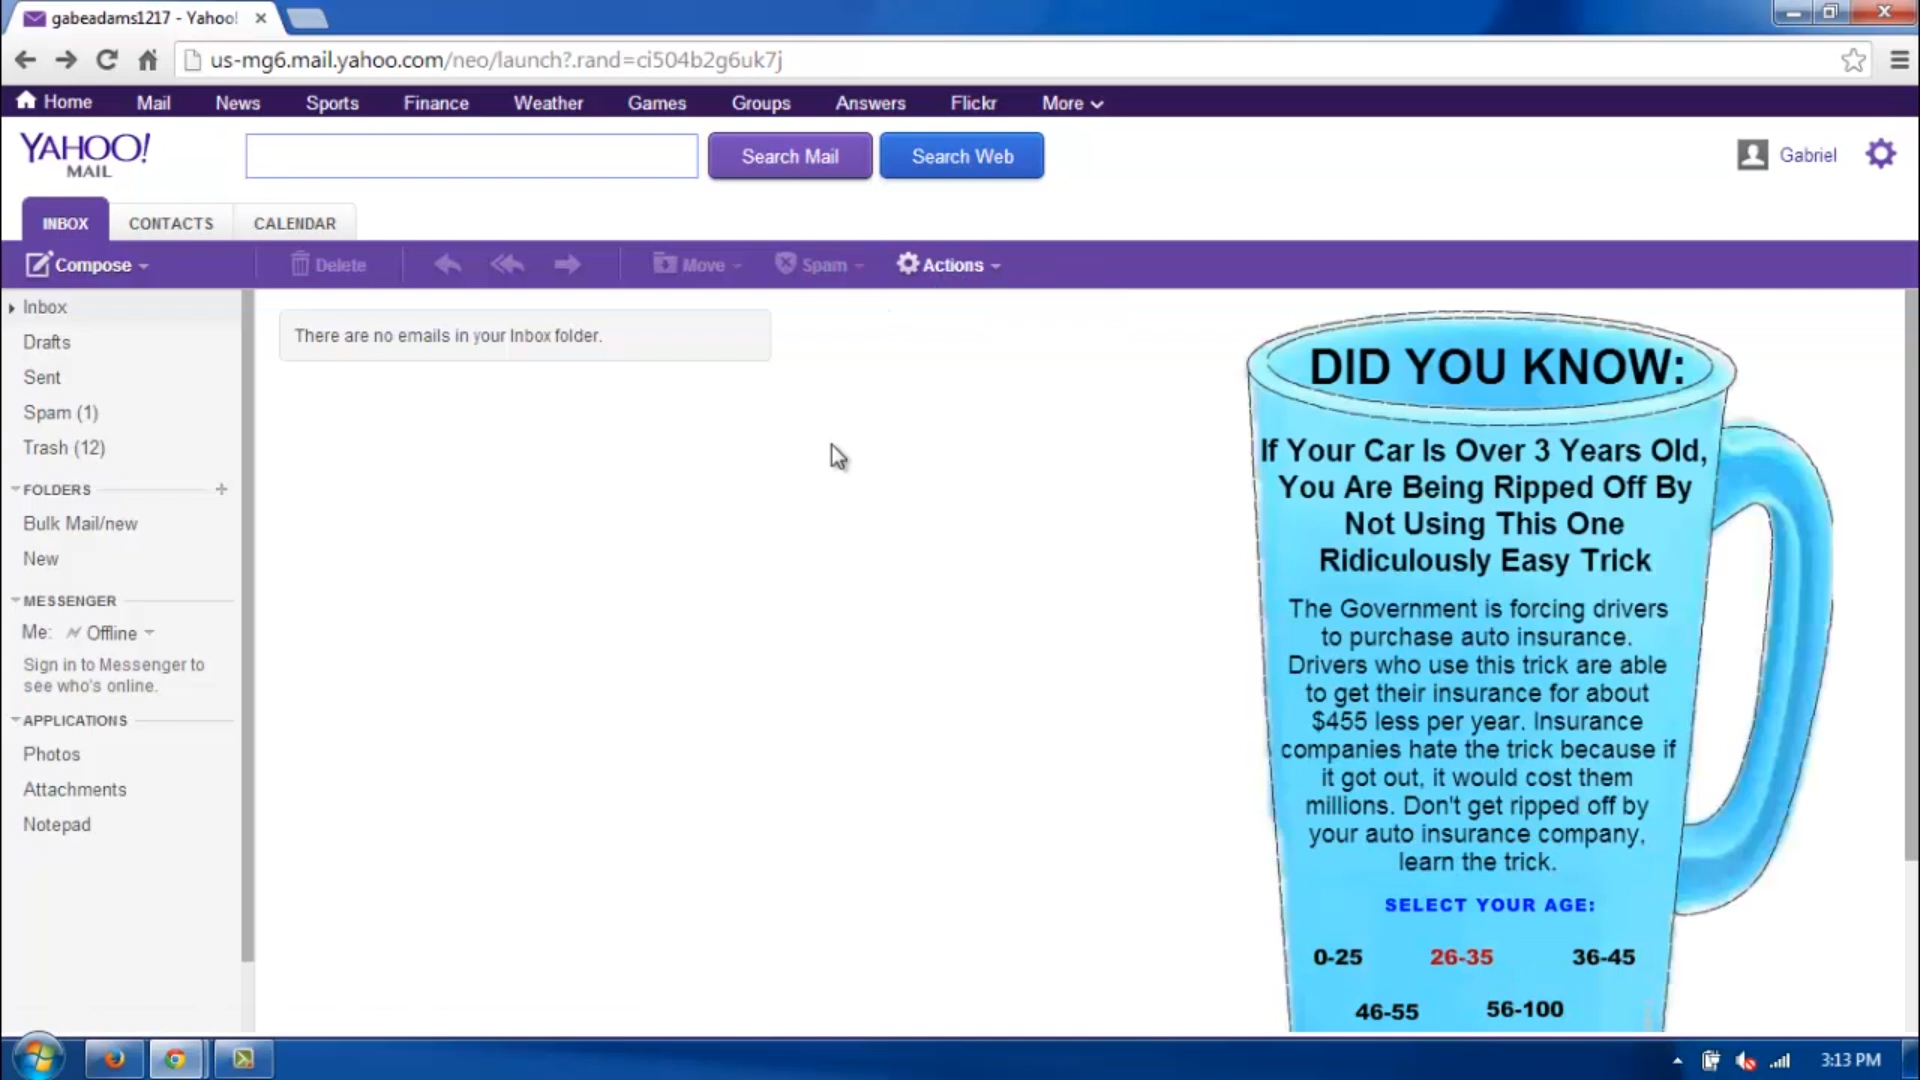 gabeadams1217 - Yahoo!
us-mg6.mail.yahoo.com/neo/launch?.rand=ci504b2g6uk7j
Home Mail News Sports Finance Weather Games Groups Answers Flickr More
YAHOO!
MAIL
Search Mail Search Web
Gabriel
INBOX CONTACTS CALENDAR
Compose Delete Move Spam Actions
Inbox
Drafts
Sent
Spam (1)
Trash (12)
FOLDERS +
Bulk Mail/new
New
MESSENGER
Me: Offline
Sign in to Messenger to
see who's online.
APPLICATIONS
Photos
Attachments
Notepad
There are no emails in your Inbox folder.
DID YOU KNOW:
If Your Car Is Over 3 Years Old,
You Are Being Ripped Off By
Not Using This One
Ridiculously Easy Trick
The Government is forcing drivers
to purchase auto insurance.
Drivers who use this trick are able
to get their insurance for about
$455 less per year. Insurance
companies hate the trick because if
it got out, it would cost them
millions. Don't get ripped off by
your auto insurance company,
learn the trick.
SELECT YOUR AGE:
0-25 26-35 36-45
46-55 56-100
3:13 PM